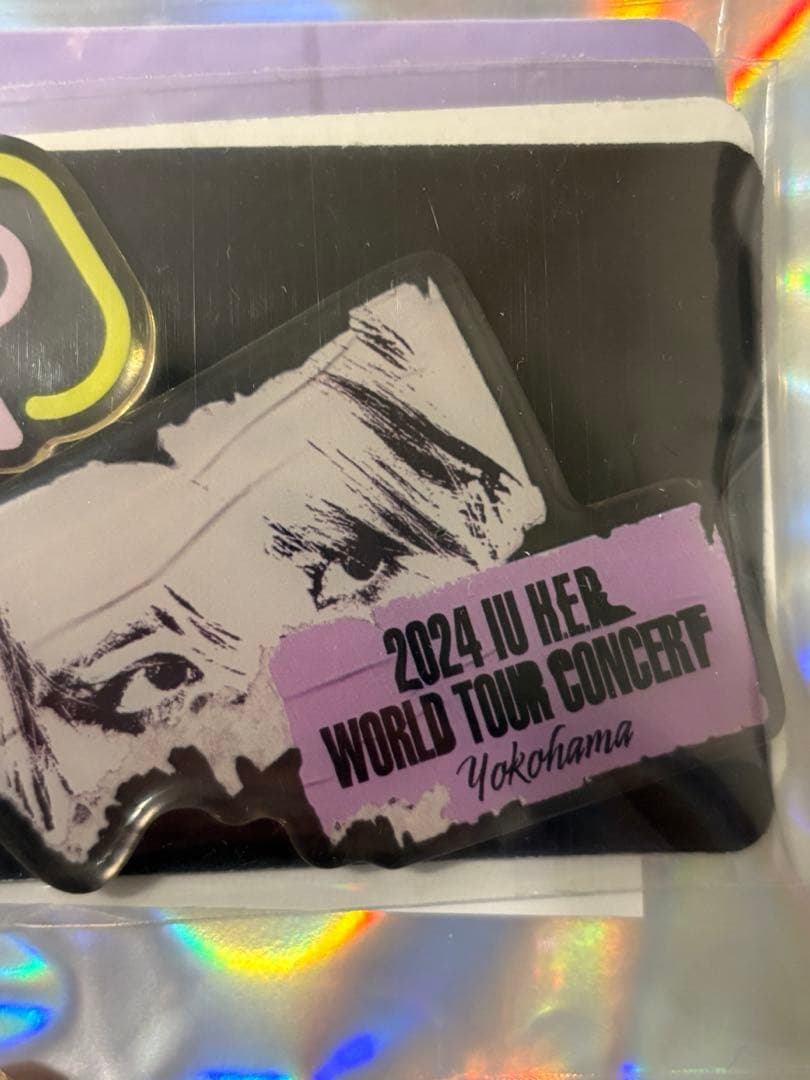 2024 IU H.E.R.
WORLD TOUR CONCERT
Yokohama